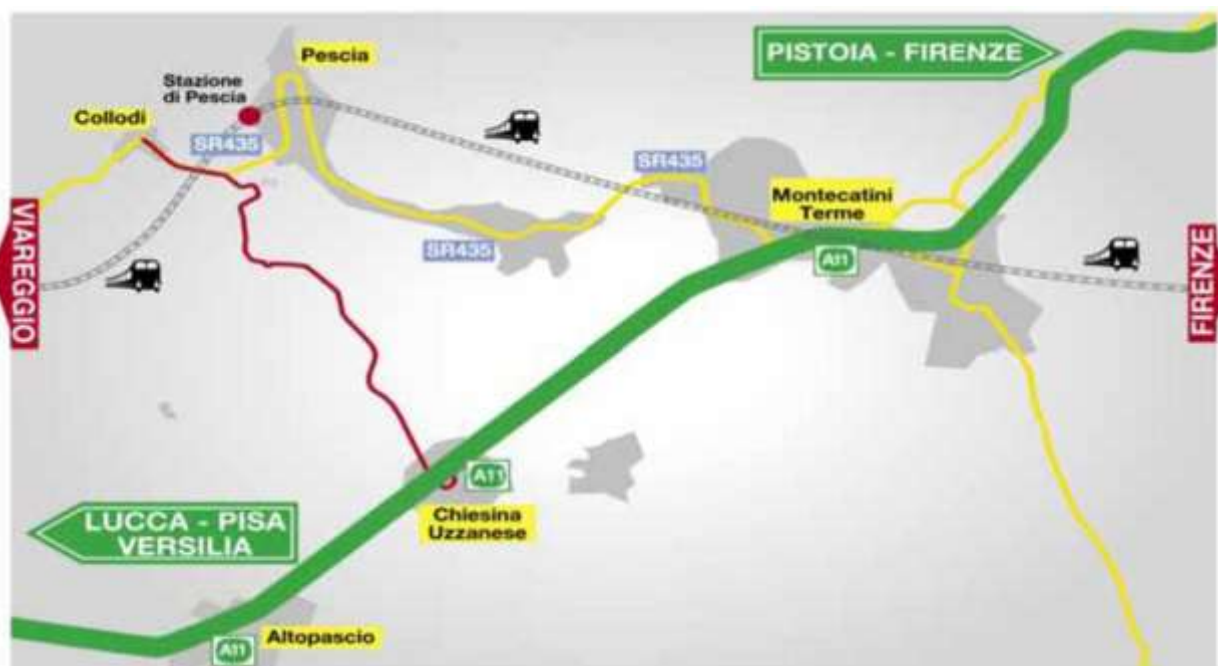 PISTOIA - FIRENZE
Pescia
Stazione
di Pescia
Collodi
SR435
SR435
Montecatini
Terme
SR435
A11
VIAREGGIO
FIRENZE
A11
Chiesina
Uzzanese
LUCCA - PISA
VERSILIA
Altopascio
A11